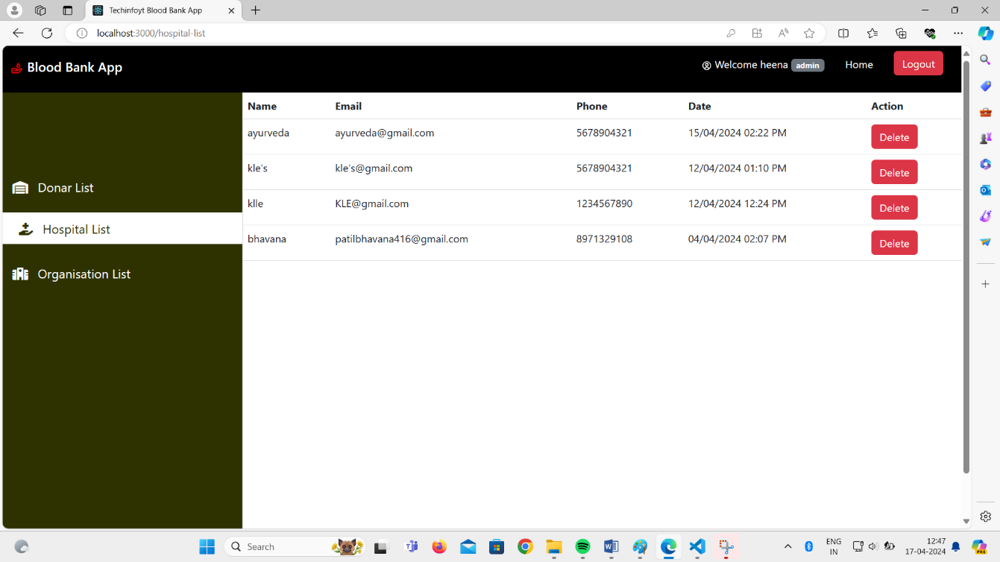 Techinfoyt Blood Bank App
localhost:3000/hospital-list
Blood Bank App
Welcome heena admin Home Logout
Name Email Phone Date Action
ayurveda ayurveda@gmail.com 5678904321 15/04/2024 02:22 PM Delete
kle's kle's@gmail.com 5678904321 12/04/2024 01:10 PM Delete
Donar List
klle KLE@gmail.com 1234567890 12/04/2024 12:24 PM Delete
Hospital List
bhavana patilbhavana416@gmail.com 8971329108 04/04/2024 02:07 PM Delete
Organisation List
Search
ENG
IN
12:47
17-04-2024
PRE